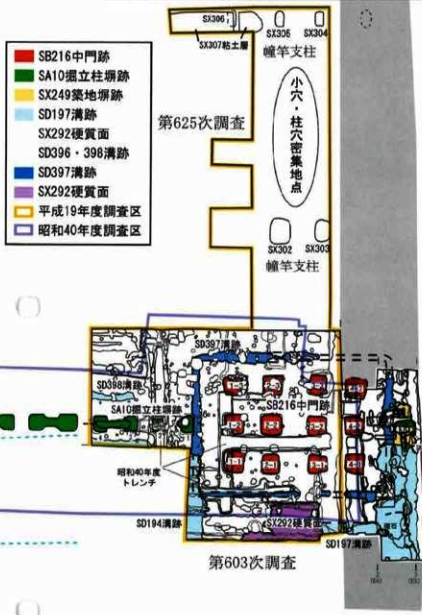 SX306
SX305
SX304
SX307粘土層
幢竿支柱
SB216中門跡
SA10掘立柱塀跡
SX249築地塀跡
SD197溝跡
SX292硬質面
SD396・398溝跡
SD397溝跡
SX292硬質面
平成19年度調査区
昭和40年度調査区
第625次調査
小穴・柱穴密集地点
SX302
SX303
幢竿支柱
SD397溝跡
SD398溝跡
SB216中門跡
SA10掘立柱塀跡
昭和40年度
トレンチ
SD194溝跡
SX292硬質面
SD197溝跡
第603次調査